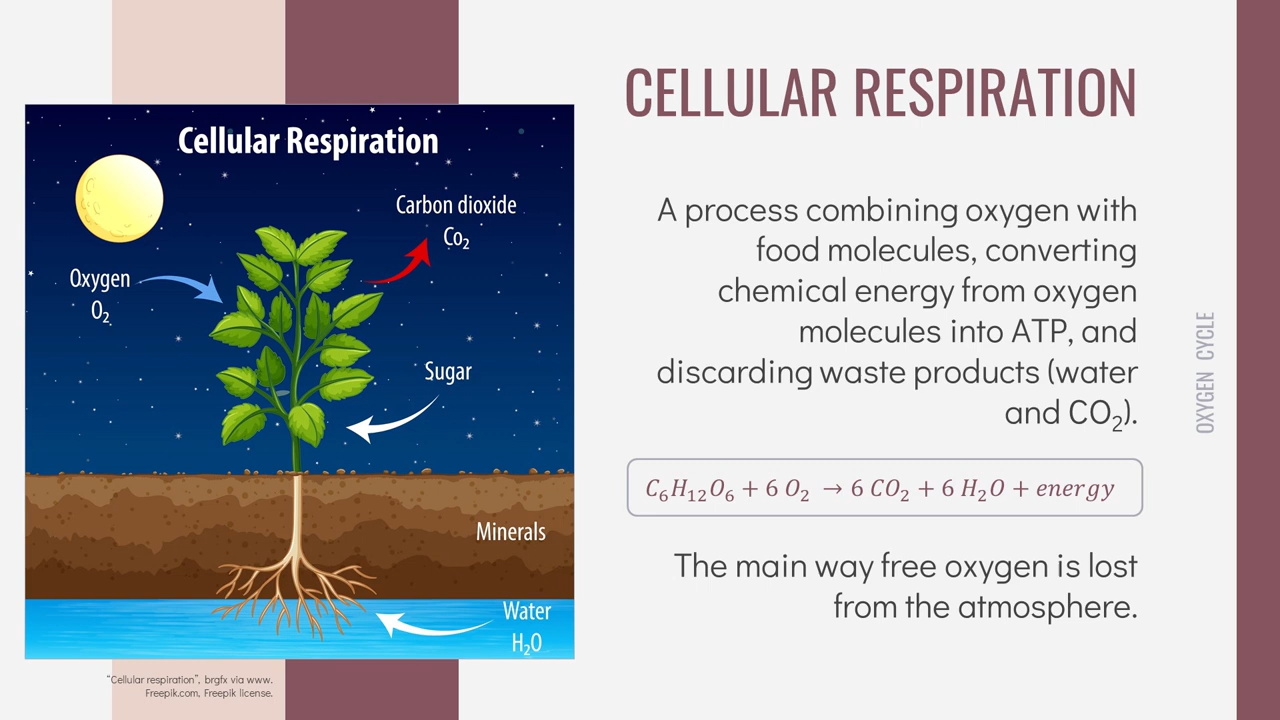 CELLULAR RESPIRATION
Cellular Respiration
Carbon dioxide
Co₂
Oxygen
O₂
Sugar
Minerals
Water
H₂O
"Cellular respiration", brgfx via www.
Freepik.com, Freepik license.
A process combining oxygen with
food molecules, converting
chemical energy from oxygen
molecules into ATP, and
discarding waste products (water
and CO₂).
C₆H₁₂O₆ + 6 O₂ → 6 CO₂ + 6 H₂O + energy
The main way free oxygen is lost
from the atmosphere.
OXYGEN CYCLE